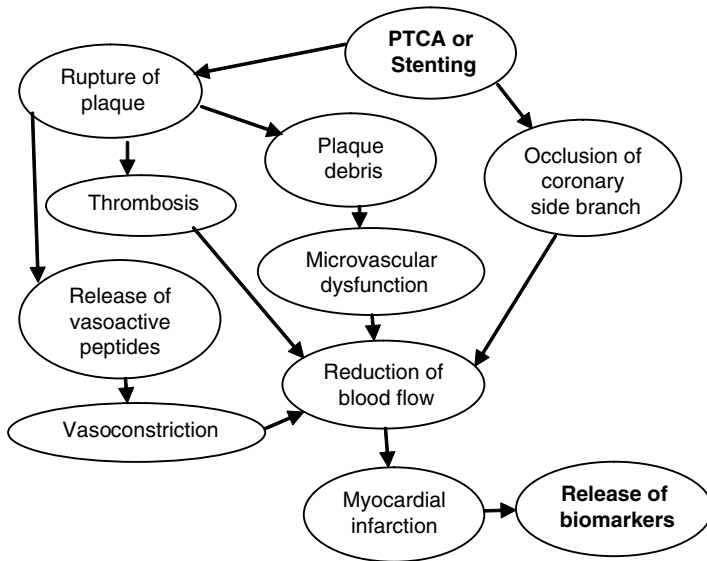 PTCA or
Stenting
Rupture of
plaque
Plaque
debris
Occlusion of
coronary
side branch
Thrombosis
Microvascular
dysfunction
Release of
vasoactive
peptides
Reduction of
blood flow
Vasoconstriction
Myocardial
infarction
Release of
biomarkers